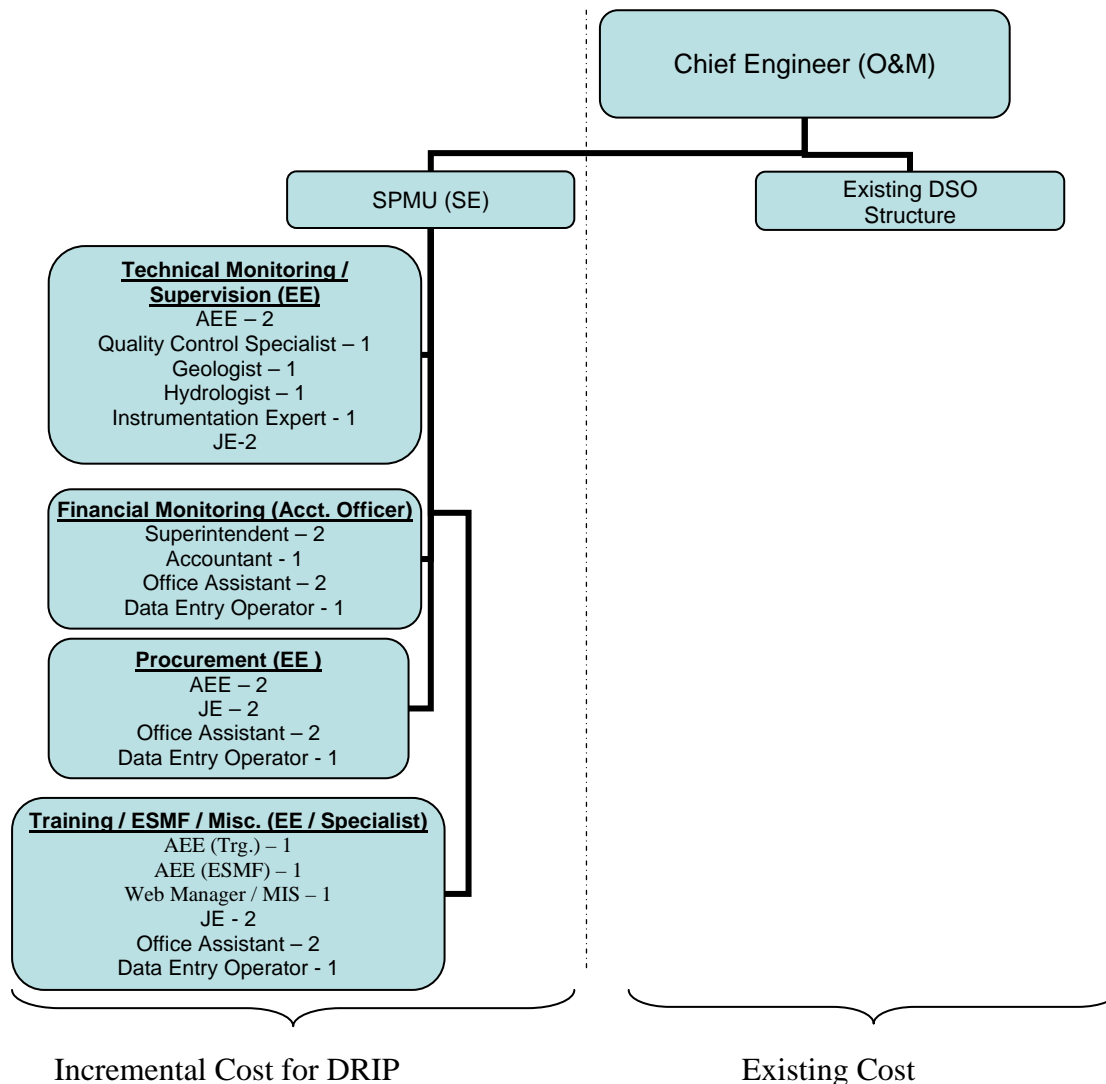 Chief Engineer (O&M)
SPMU (SE)
Existing DSO
Structure
Technical Monitoring /
Supervision (EE)
AEE – 2
Quality Control Specialist – 1
Geologist – 1
Hydrologist – 1
Instrumentation Expert - 1
JE-2
Financial Monitoring (Acct. Officer)
Superintendent – 2
Accountant - 1
Office Assistant – 2
Data Entry Operator - 1
Procurement (EE )
AEE – 2
JE – 2
Office Assistant – 2
Data Entry Operator - 1
Training / ESMF / Misc. (EE / Specialist)
AEE (Trg.) – 1
AEE (ESMF) – 1
Web Manager / MIS – 1
JE - 2
Office Assistant – 2
Data Entry Operator - 1
Incremental Cost for DRIP
Existing Cost